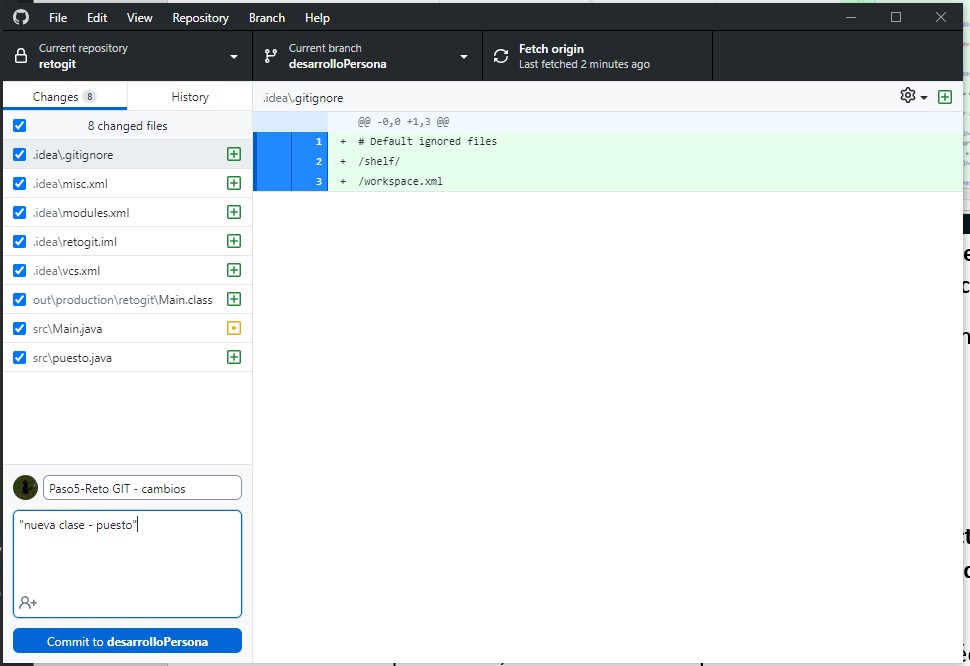 File Edit View Repository Branch Help
Current repository
retogit
Current branch
desarrolloPersona
Fetch origin
Last fetched 2 minutes ago
Changes 8
History
8 changed files
.idea\.gitignore
.idea\misc.xml
.idea\modules.xml
.idea\retogit.iml
.idea\vcs.xml
out\production\retogit\Main.class
src\Main.java
src\puesto.java
Paso5-Reto GIT - cambios
"nueva clase - puesto"
Commit to desarrolloPersona
.idea\.gitignore
@@ -0,0 +1,3 @@
1 + # Default ignored files
2 + /shelf/
3 + /workspace.xml